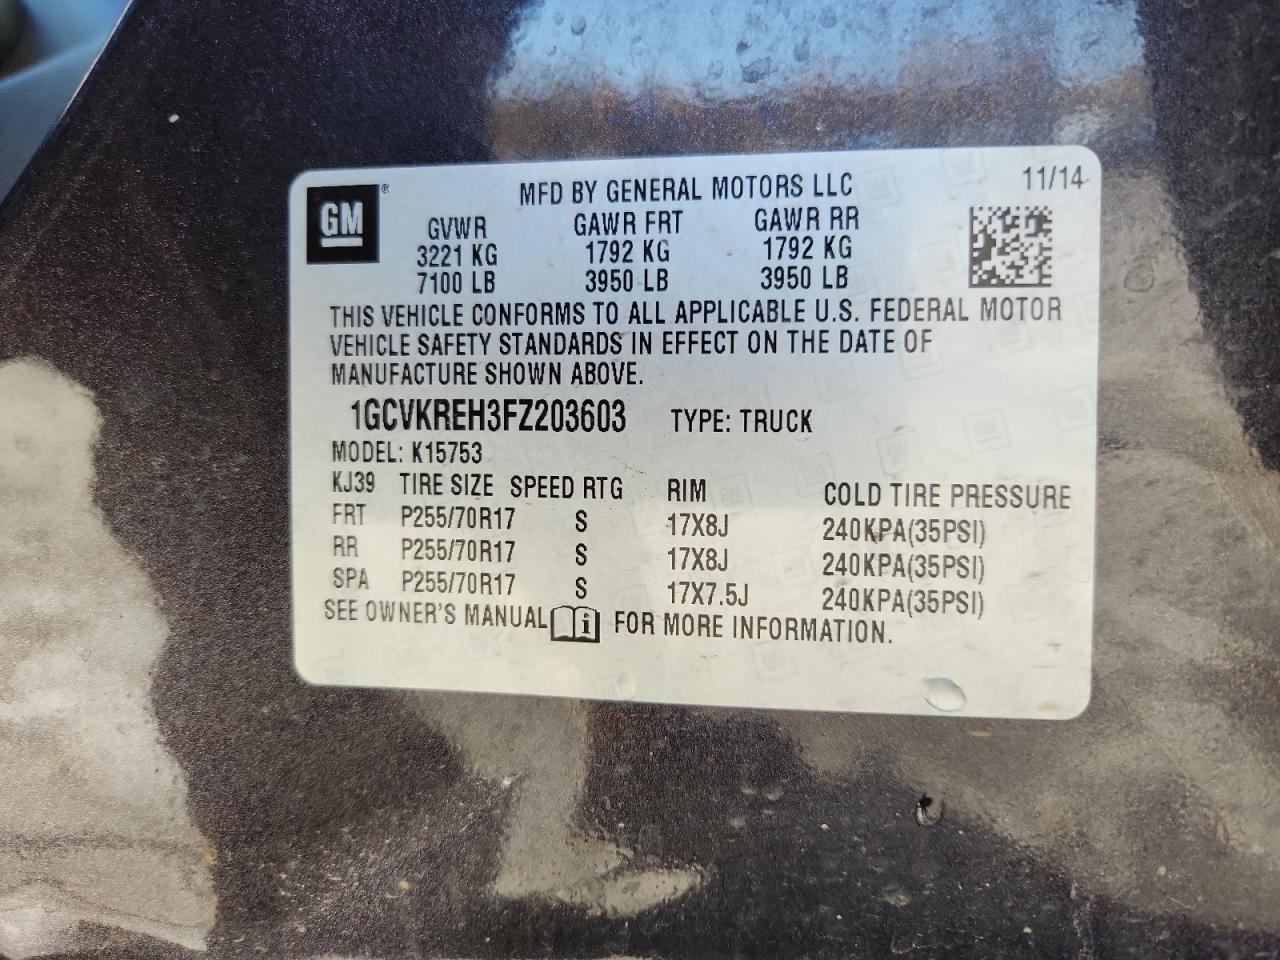 GM ®
MFD BY GENERAL MOTORS LLC 11/14
GVWR GAWR FRT GAWR RR
3221 KG 1792 KG 1792 KG
7100 LB 3950 LB 3950 LB
THIS VEHICLE CONFORMS TO ALL APPLICABLE U.S. FEDERAL MOTOR
VEHICLE SAFETY STANDARDS IN EFFECT ON THE DATE OF
MANUFACTURE SHOWN ABOVE.
1GCVKREH3FZ203603 TYPE: TRUCK
MODEL: K15753
KJ39 TIRE SIZE SPEED RTG RIM COLD TIRE PRESSURE
FRT P255/70R17 S 17X8J 240KPA(35PSI)
RR P255/70R17 S 17X8J 240KPA(35PSI)
SPA P255/70R17 S 17X7.5J 240KPA(35PSI)
SEE OWNER'S MANUAL i FOR MORE INFORMATION.